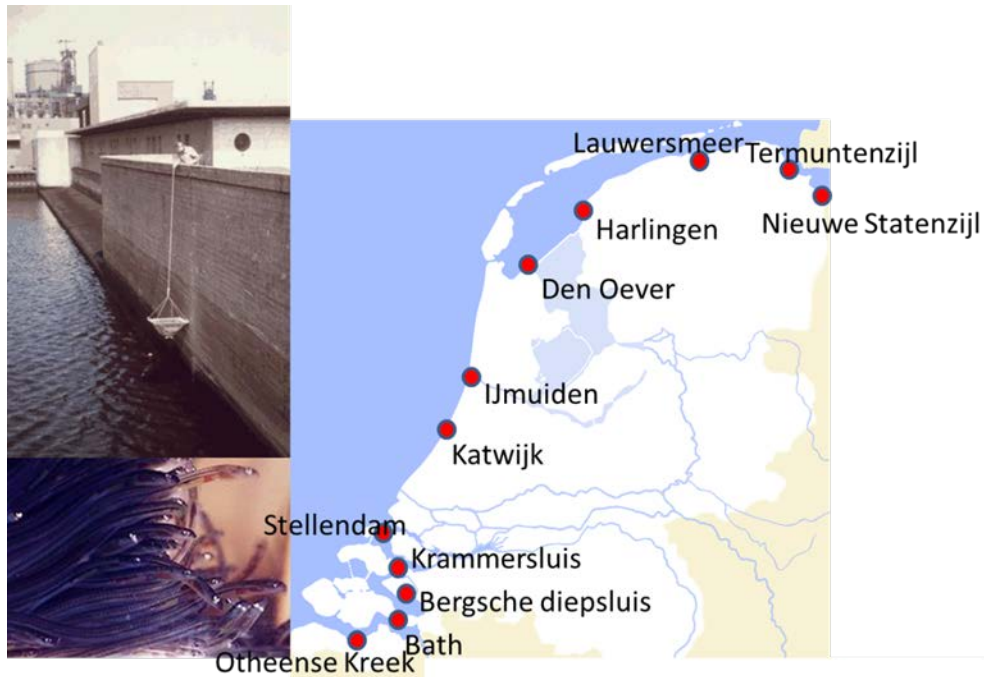 Lauwersmeer
Termuntenzijl
Nieuwe Statenzijl
Harlingen
Den Oever
IJmuiden
Katwijk
Stellendam
Krammersluis
Bergsche diepsluis
Bath
Otheense Kreek